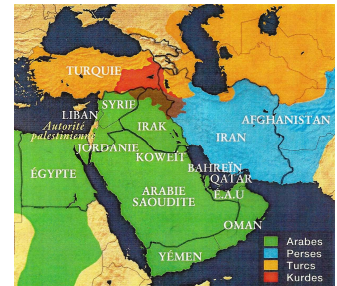 TURQUIE
SYRIE
LIBAN
Autorité
palestinienne
IRAK
IRAN
AFGHANISTAN
JORDANIE
KOWEÏT
BAHREÏN
QATAR
ÉGYPTE
ARABIE
SAOUDITE
É.A.U
OMAN
YÉMEN
Arabes
Perses
Turcs
Kurdes